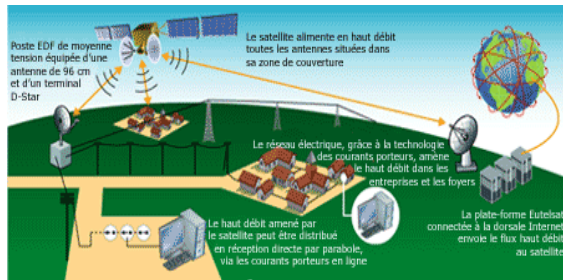 Poste EDF de moyenne
tension équipée d'une
antenne de 96 cm
et d'un terminal
D-Star
Le satellite alimente en haut débit
toutes les antennes situées dans
sa zone de couverture
Le réseau électrique, grâce à la technologie
des courants porteurs, amène
le haut débit dans les
entreprises et les foyers
Le haut débit amené par
le satellite peut être distribué
en réception directe par parabole,
via les courants porteurs en ligne
La plate-forme Eutelsat
connectée à la dorsale Internet
envoie le flux haut débit
au satellite